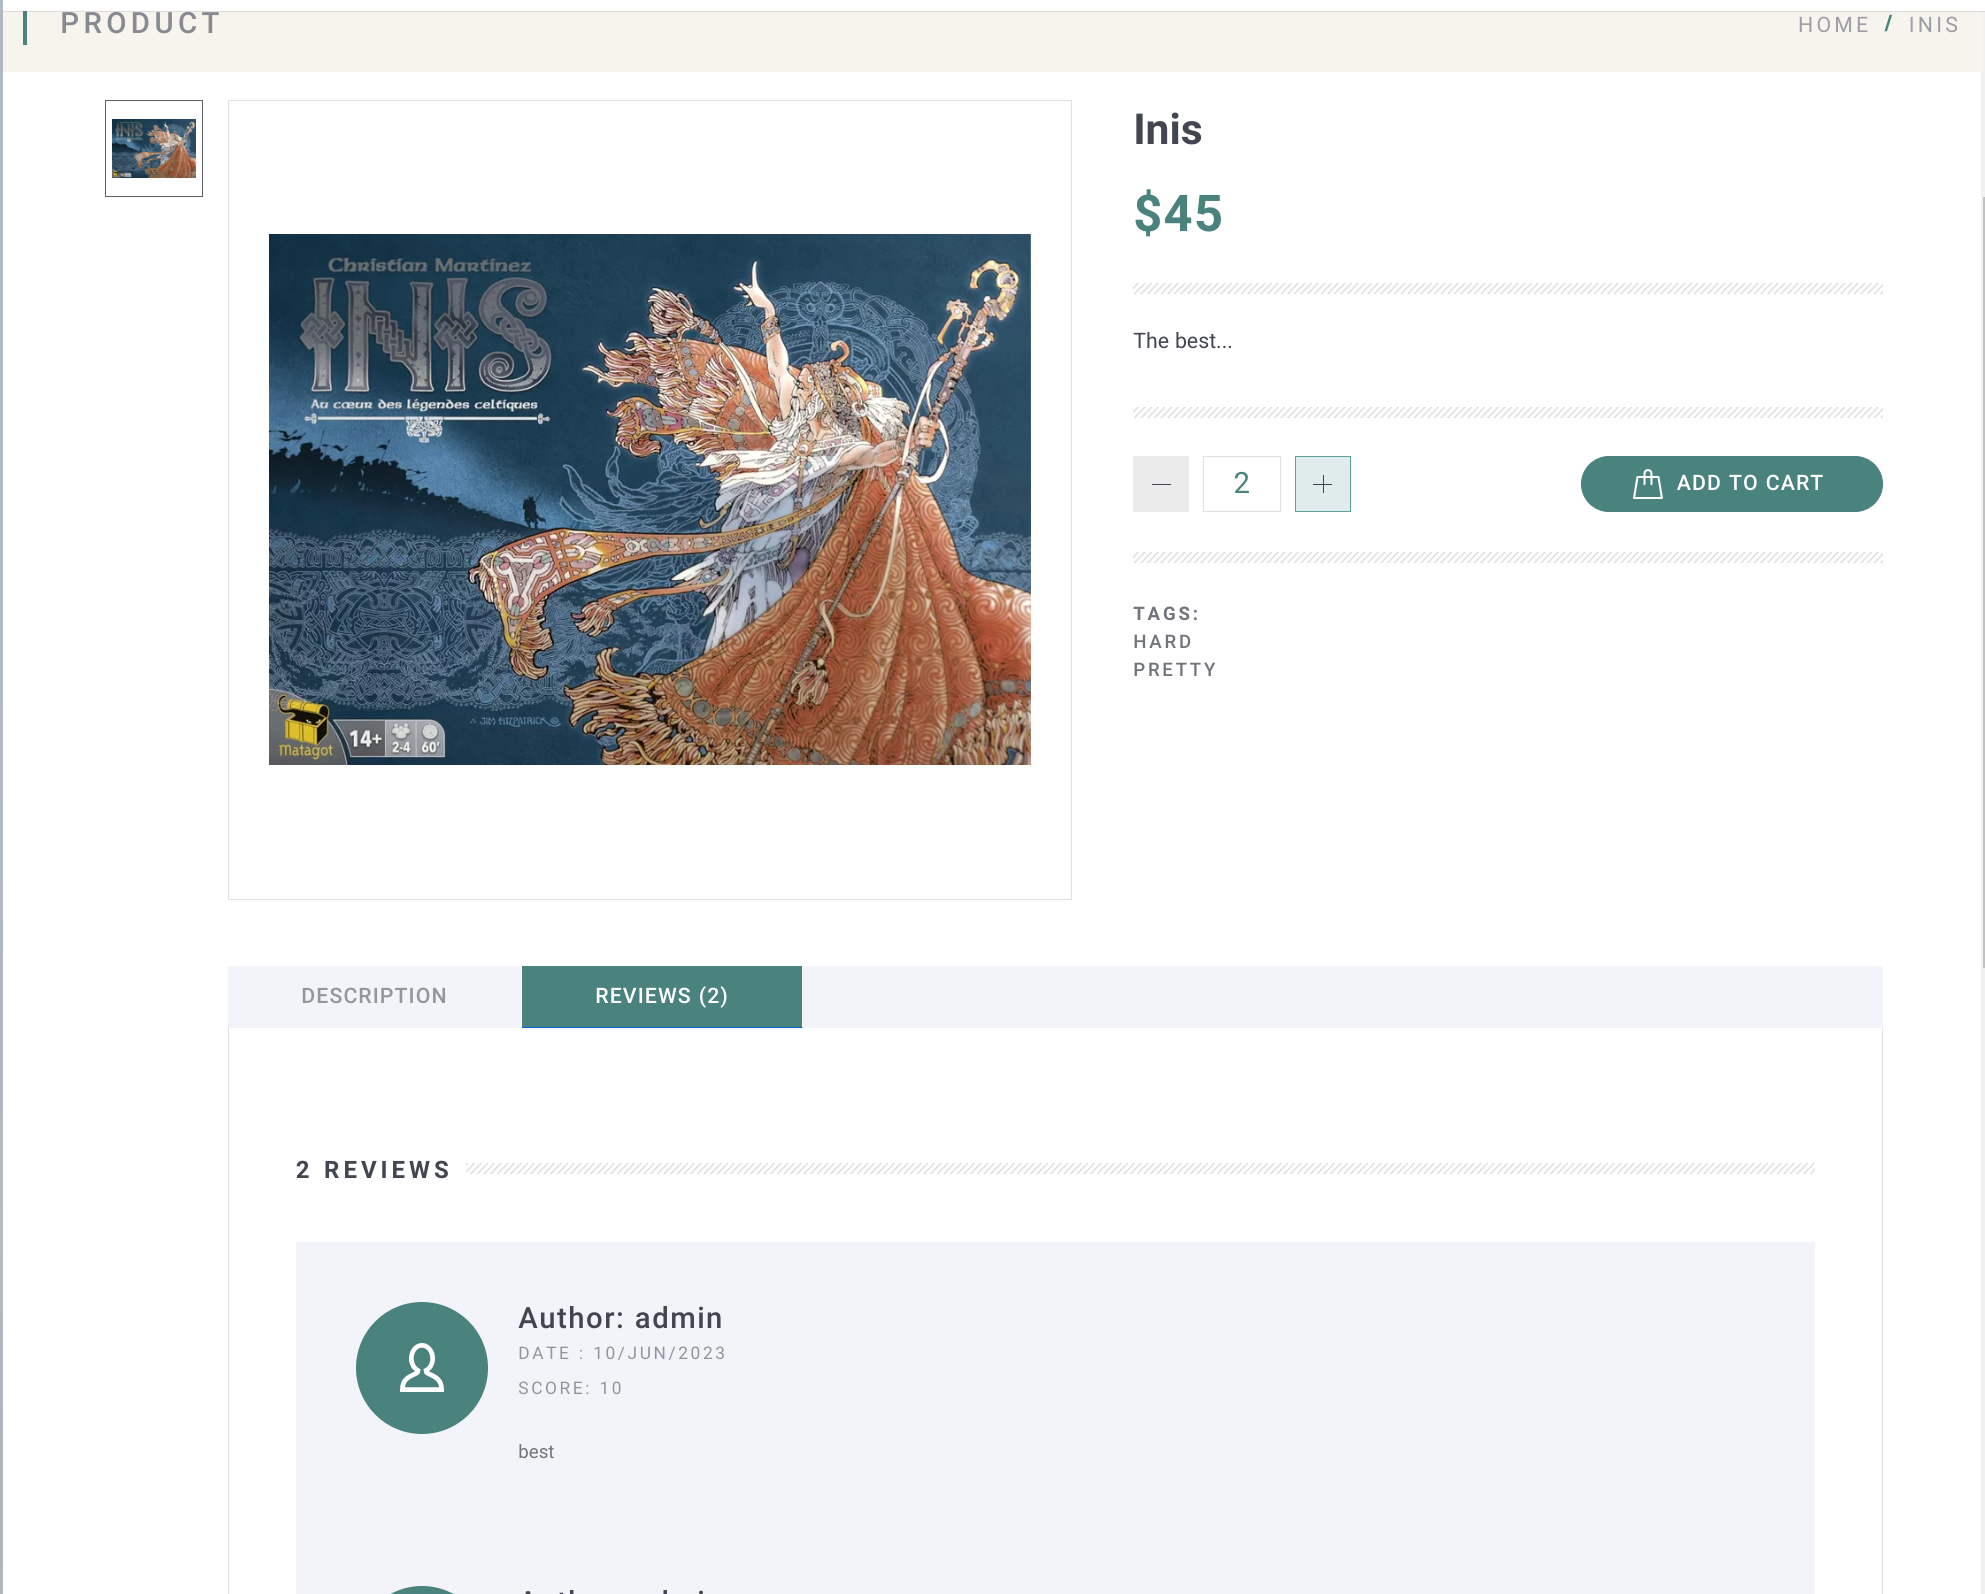 PRODUCT
HOME / INIS
Inis
$45
Christian Martinez
INIS
Au cœur des légendes celtiques
The best...
2
ADD TO CART
TAGS:
HARD
PRETTY
JIM FITZPATRICK
Matagot
14+
2-4
60'
DESCRIPTION
REVIEWS (2)
2 REVIEWS
Author: admin
DATE : 10/JUN/2023
SCORE: 10
best